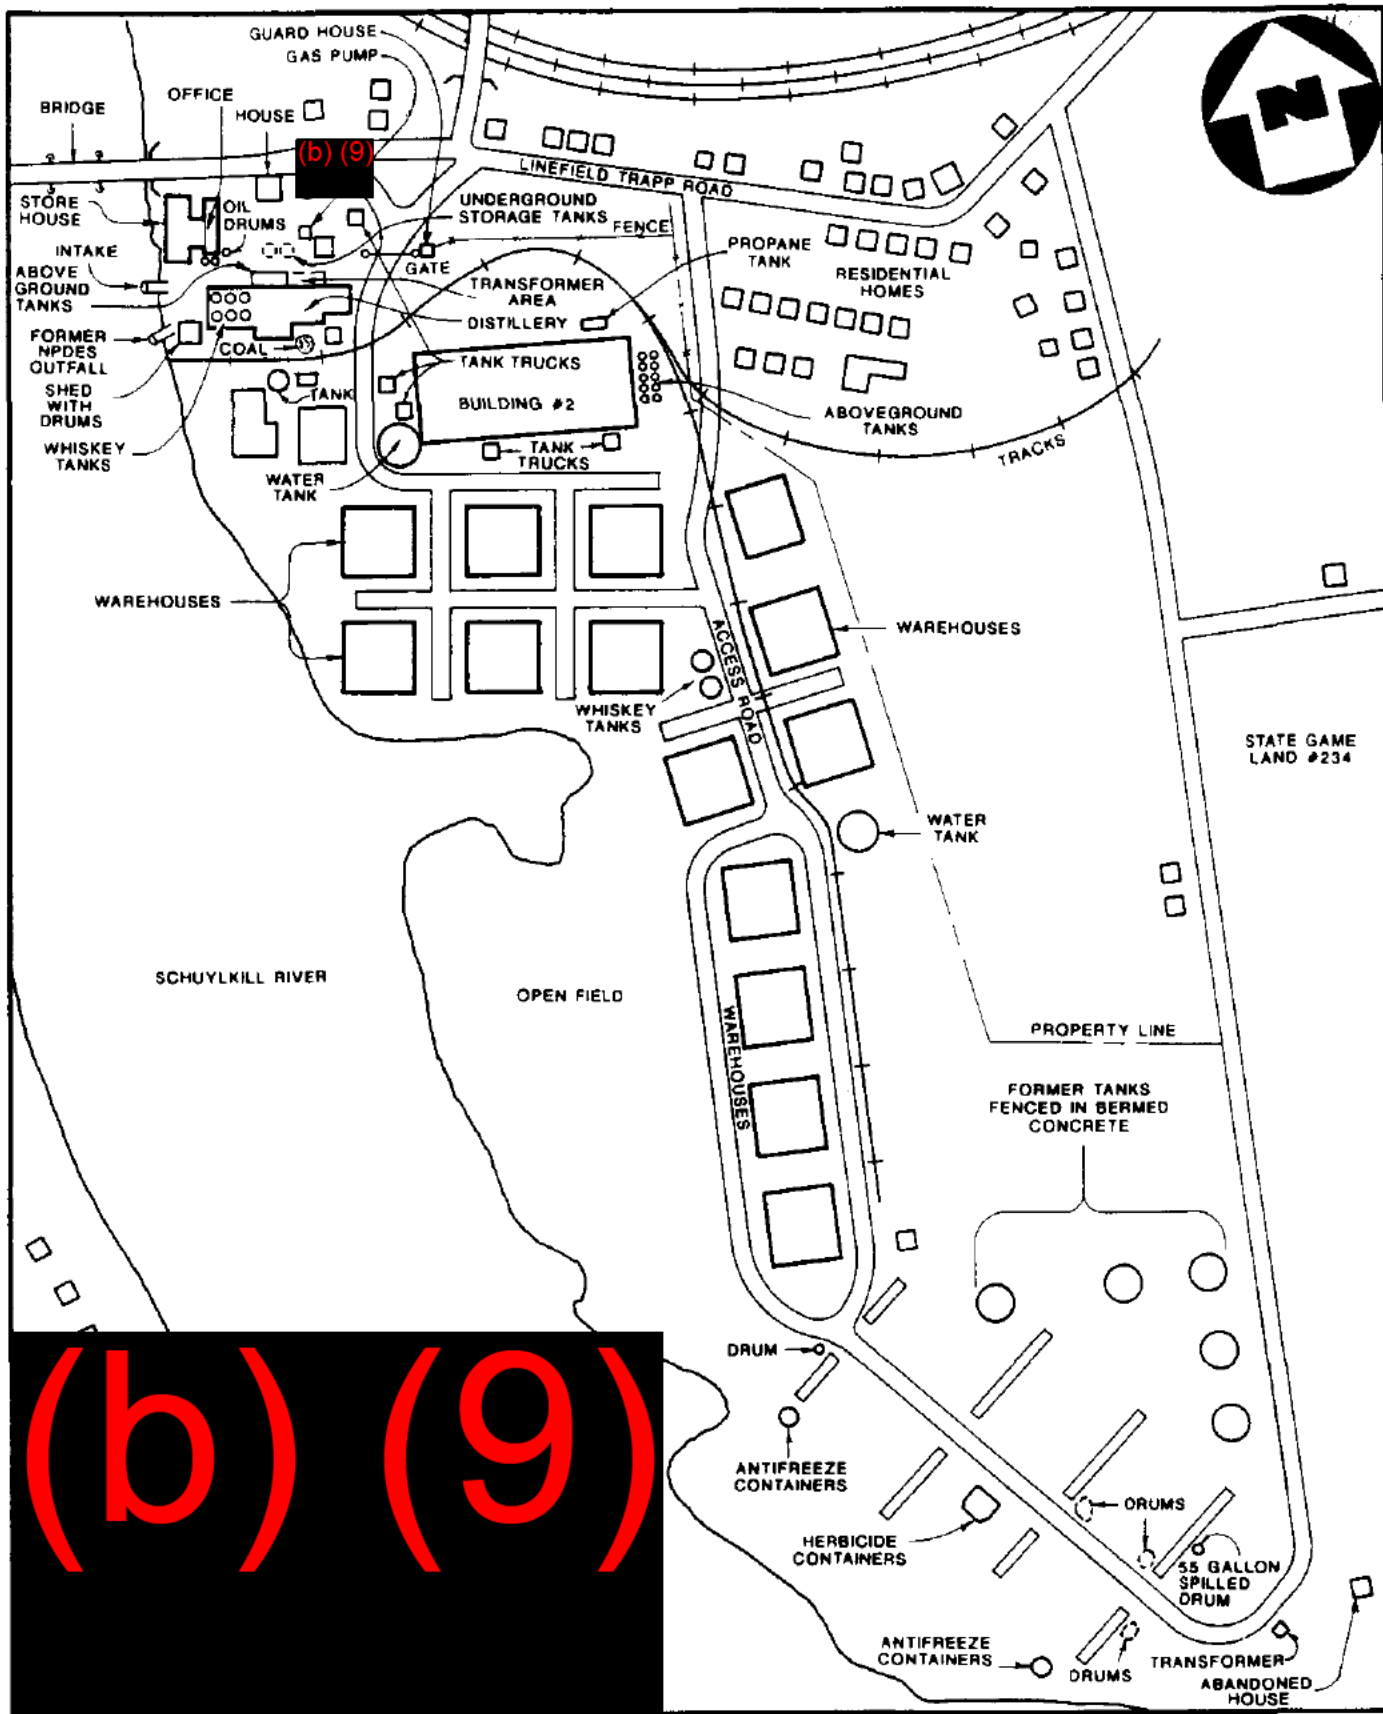 GUARD HOUSE
GAS PUMP
OFFICE
BRIDGE
HOUSE
N
(b) (9)
LINEFIELD TRAPP ROAD
STORE
HOUSE
OIL
DRUMS
UNDERGROUND
STORAGE TANKS
FENCE
INTAKE
GATE
PROPANE
TANK
ABOVE
GROUND
TANKS
TRANSFORMER
AREA
RESIDENTIAL
HOMES
DISTILLERY
FORMER
NPDES
OUTFALL
COAL
TANK TRUCKS
SHED
WITH
DRUMS
TANK
BUILDING #2
ABOVEGROUND
TANKS
WHISKEY
TANKS
TANK
TRUCKS
TRACKS
WATER
TANK
WAREHOUSES
WAREHOUSES
ACCESS ROAD
WHISKEY
TANKS
STATE GAME
LAND #234
WATER
TANK
SCHUYLKILL RIVER
OPEN FIELD
WAREHOUSES
PROPERTY LINE
FORMER TANKS
FENCED IN BERMED
CONCRETE
DRUM
(b) (9)
ANTIFREEZE
CONTAINERS
DRUMS
HERBICIDE
CONTAINERS
55 GALLON
SPILLED
DRUM
ANTIFREEZE
CONTAINERS
DRUMS
TRANSFORMER
ABANDONED
HOUSE